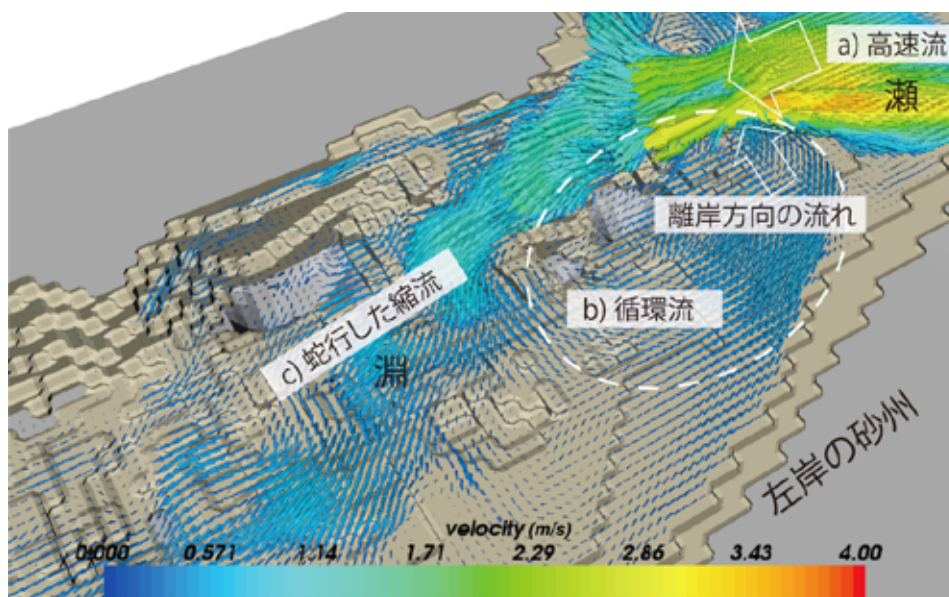 a) 高速流
瀬
離岸方向の流れ
b) 循環流
c) 蛇行した縮流
淵
左岸の砂州
velocity (m/s)
0.000 0.571 1.14 1.71 2.29 2.86 3.43 4.00